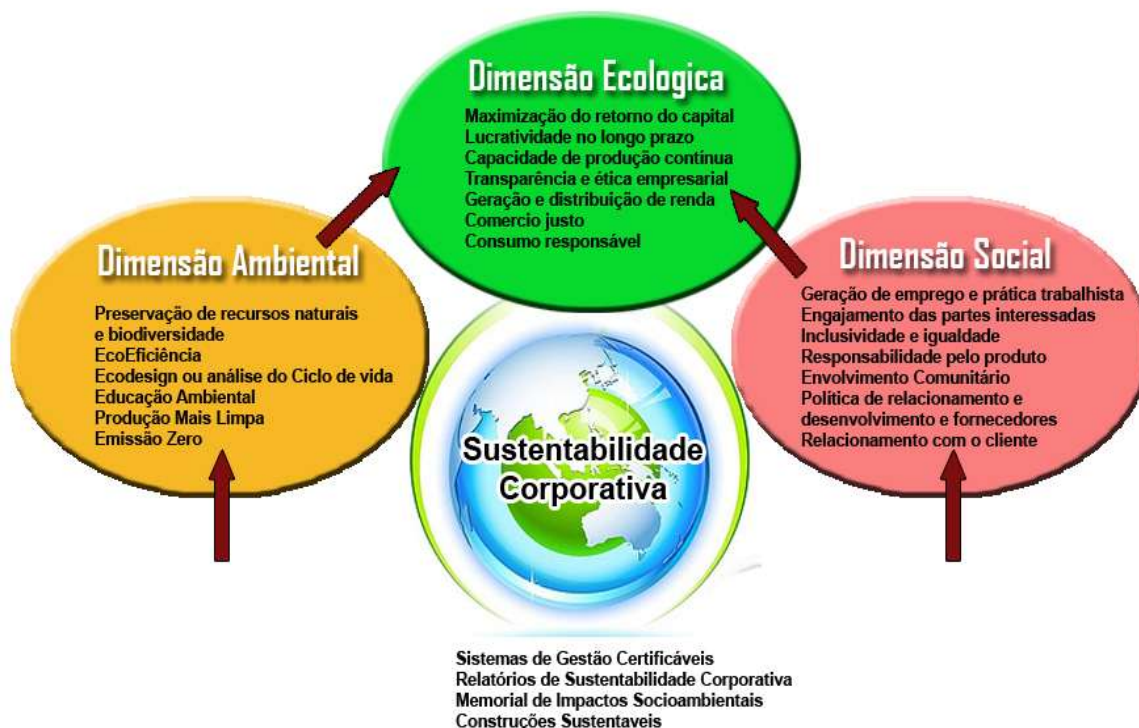 Dimensão Ecologica
Maximização do retorno do capital
Lucratividade no longo prazo
Capacidade de produção contínua
Transparência e ética empresarial
Geração e distribuição de renda
Comercio justo
Consumo responsável
Dimensão Ambiental
Preservação de recursos naturais
e biodiversidade
EcoEficiência
Ecodesign ou análise do Ciclo de vida
Educação Ambiental
Produção Mais Limpa
Emissão Zero
Dimensão Social
Geração de emprego e prática trabalhista
Engajamento das partes interessadas
Inclusividade e igualdade
Responsabilidade pelo produto
Envolvimento Comunitário
Politica de relacionamento e
desenvolvimento e fornecedores
Relacionamento com o cliente
Sustentabilidade
Corporativa
Sistemas de Gestão Certificáveis
Relatórios de Sustentabilidade Corporativa
Memorial de Impactos Socioambientais
Construções Sustentaveis